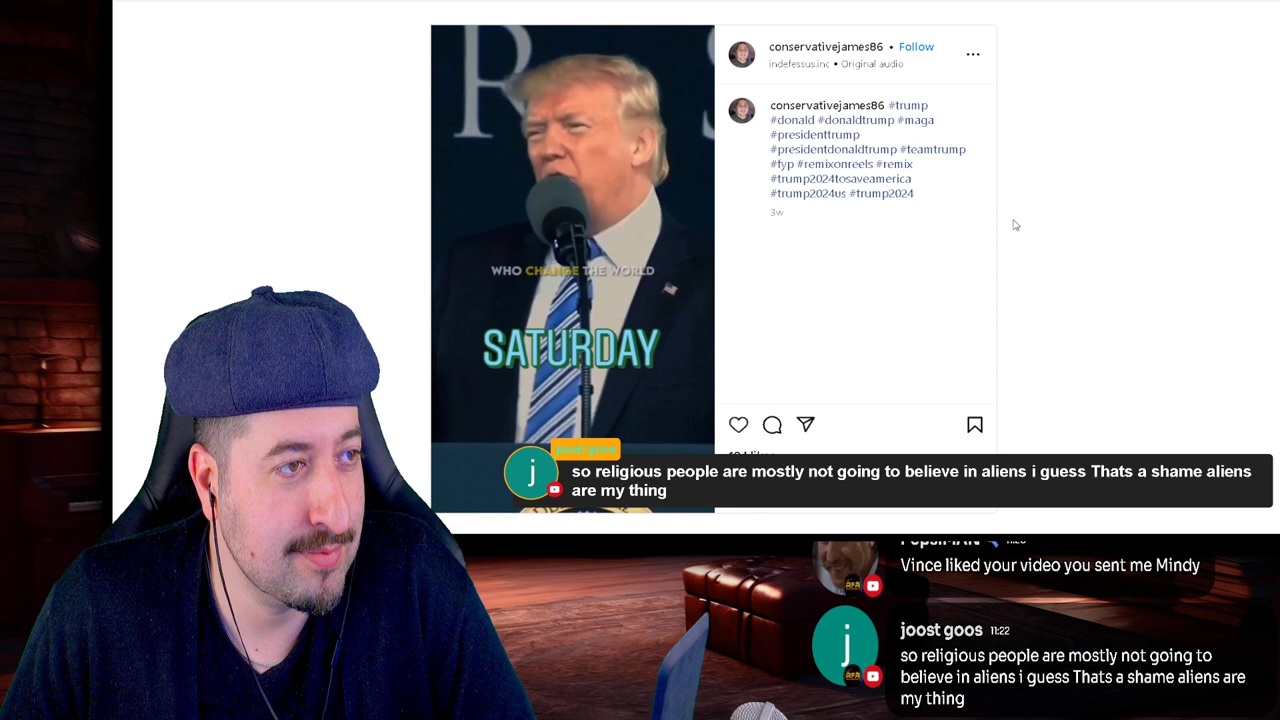 R S
conservativejames86 • Follow
indefessus.inc • Original audio
conservativejames86 #trump
#donald #donaldtrump #maga
#presidenttrump
#presidentdonaldtrump #teamtrump
#fyp #remixonreels #remix
#trump2024tosaveamerica
#trump2024us #trump2024
3w
WHO CHANGE THE WORLD
SATURDAY
joost goos
j
so religious people are mostly not going to believe in aliens i guess Thats a shame aliens
are my thing
Vince liked your video you sent me Mindy
j
joost goos 11:22
so religious people are mostly not going to
believe in aliens i guess Thats a shame aliens are
my thing